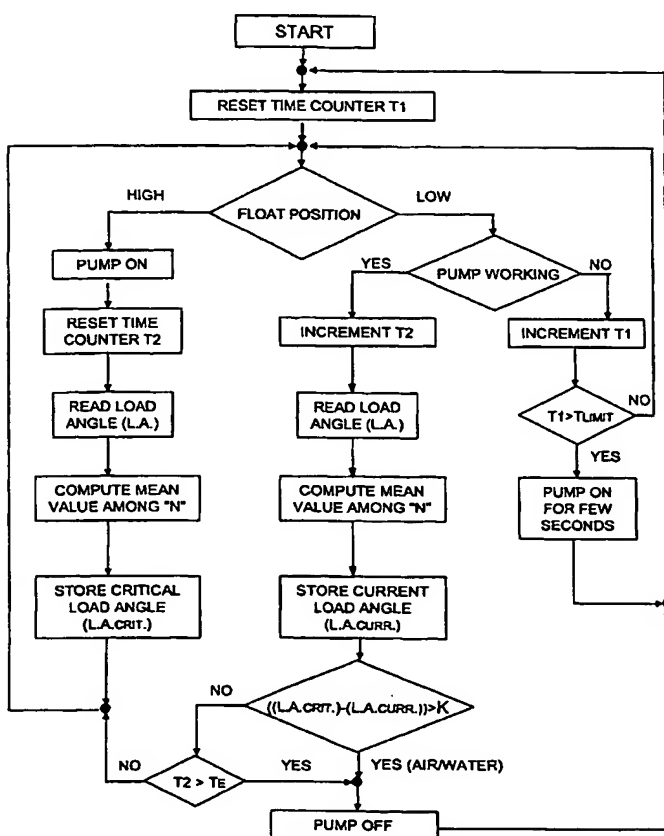 START
RESET TIME COUNTER T1
HIGH
FLOAT POSITION
LOW
PUMP ON
YES
PUMP WORKING
NO
RESET TIME
COUNTER T2
INCREMENT T2
INCREMENT T1
READ LOAD
ANGLE (L.A.)
READ LOAD
ANGLE (L.A.)
T1>TLIMIT
NO
YES
COMPUTE MEAN
VALUE AMONG "N"
COMPUTE MEAN
VALUE AMONG "N"
PUMP ON
FOR FEW
SECONDS
STORE CRITICAL
LOAD ANGLE
(L.A.CRIT.)
STORE CURRENT
LOAD ANGLE
(L.A.CURR.)
NO
((L.A.CRIT.)-(L.A.CURR.))>K
NO
T2 > TE
YES
YES (AIR/WATER)
PUMP OFF